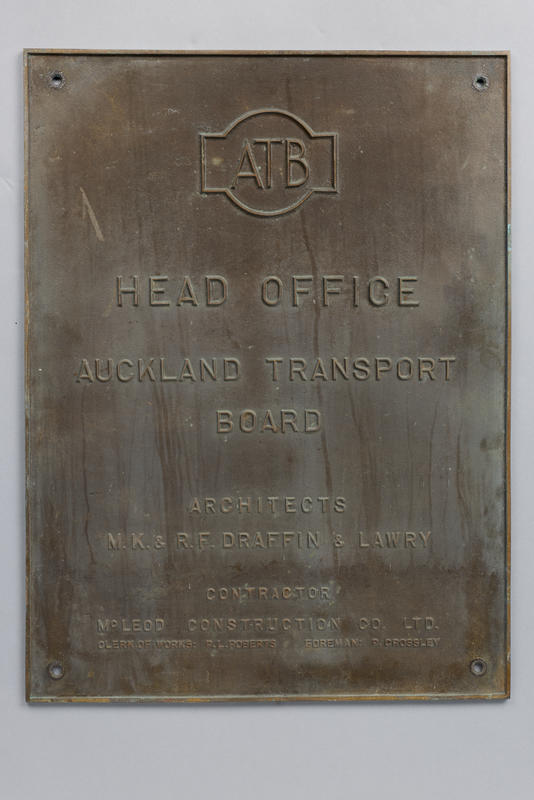 ATB
HEAD OFFICE
AUCKLAND TRANSPORT
BOARD
ARCHITECTS
M.K. & R.F. DRAFFIN & LAWRY
CONTRACTOR
McLEOD CONSTRUCTION CO. LTD.
CLERK OF WORKS: P.L. ROBERTS FOREMAN: P. CROSSLEY